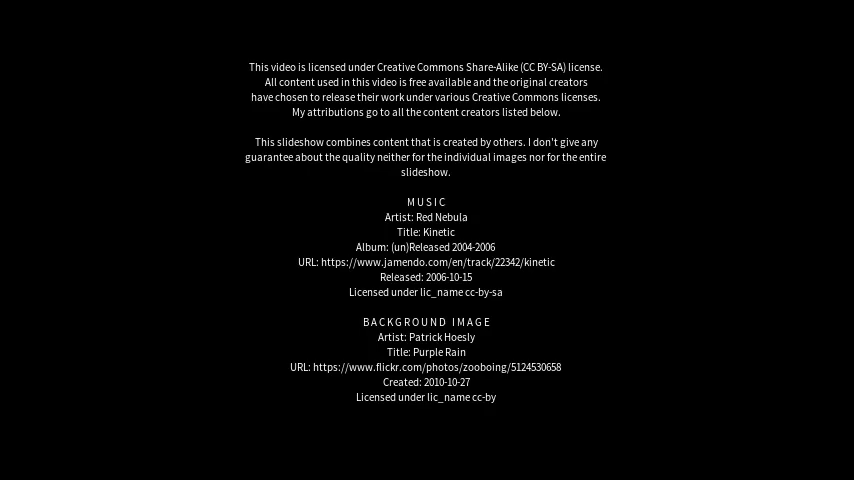 This video is licensed under Creative Commons Share-Alike (CC BY-SA) license.
All content used in this video is free available and the original creators
have chosen to release their work under various Creative Commons licenses.
My attributions go to all the content creators listed below.
This slideshow combines content that is created by others. I don't give any
guarantee about the quality neither for the individual images nor for the entire
slideshow.
MUSIC
Artist: Red Nebula
Title: Kinetic
Album: (un)Released 2004-2006
URL: https://www.jamendo.com/en/track/22342/kinetic
Released: 2006-10-15
Licensed under lic_name cc-by-sa
BACKGROUND IMAGE
Artist: Patrick Hoesly
Title: Purple Rain
URL: https://www.flickr.com/photos/zooboing/5124530658
Created: 2010-10-27
Licensed under lic_name cc-by